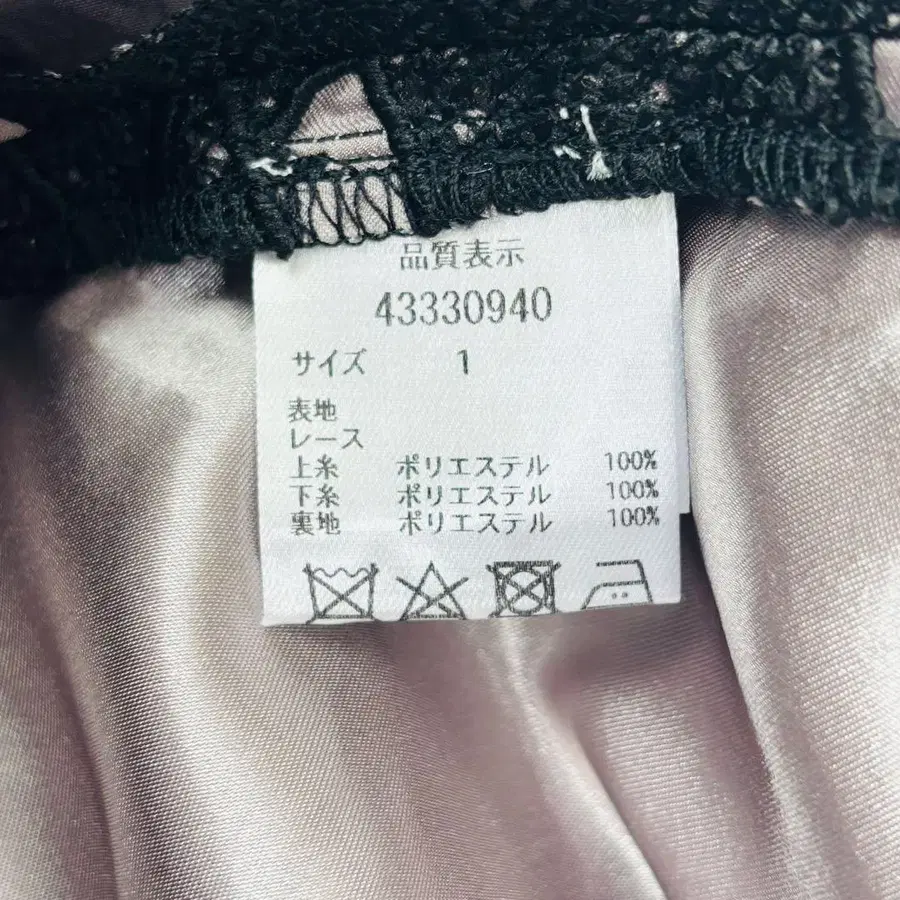 品質表示
43330940
サイズ 1
表地
レース
上糸 ポリエステル 100%
下糸 ポリエステル 100%
裏地 ポリエステル 100%